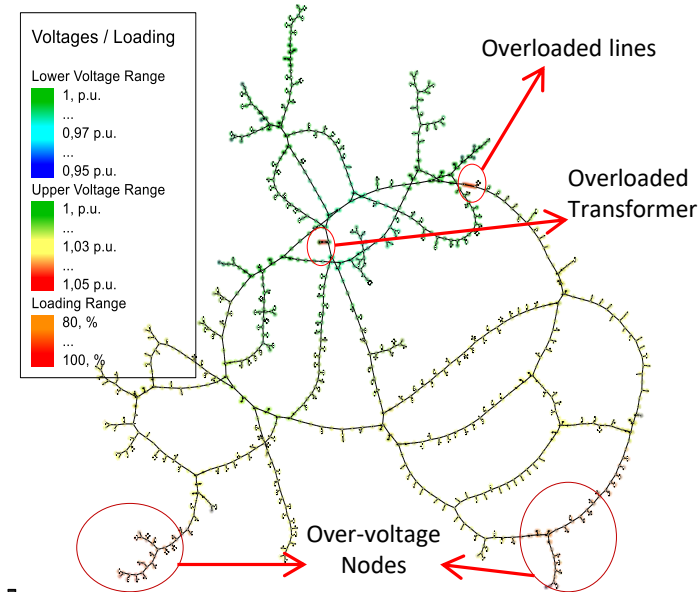 Voltages / Loading
Lower Voltage Range
1, p.u.
...
0,97 p.u.
...
0,95 p.u.
Upper Voltage Range
1, p.u.
...
1,03 p.u.
...
1,05 p.u.
Loading Range
80, %
...
100, %
Overloaded lines
Overloaded
Transformer
Over-voltage
Nodes